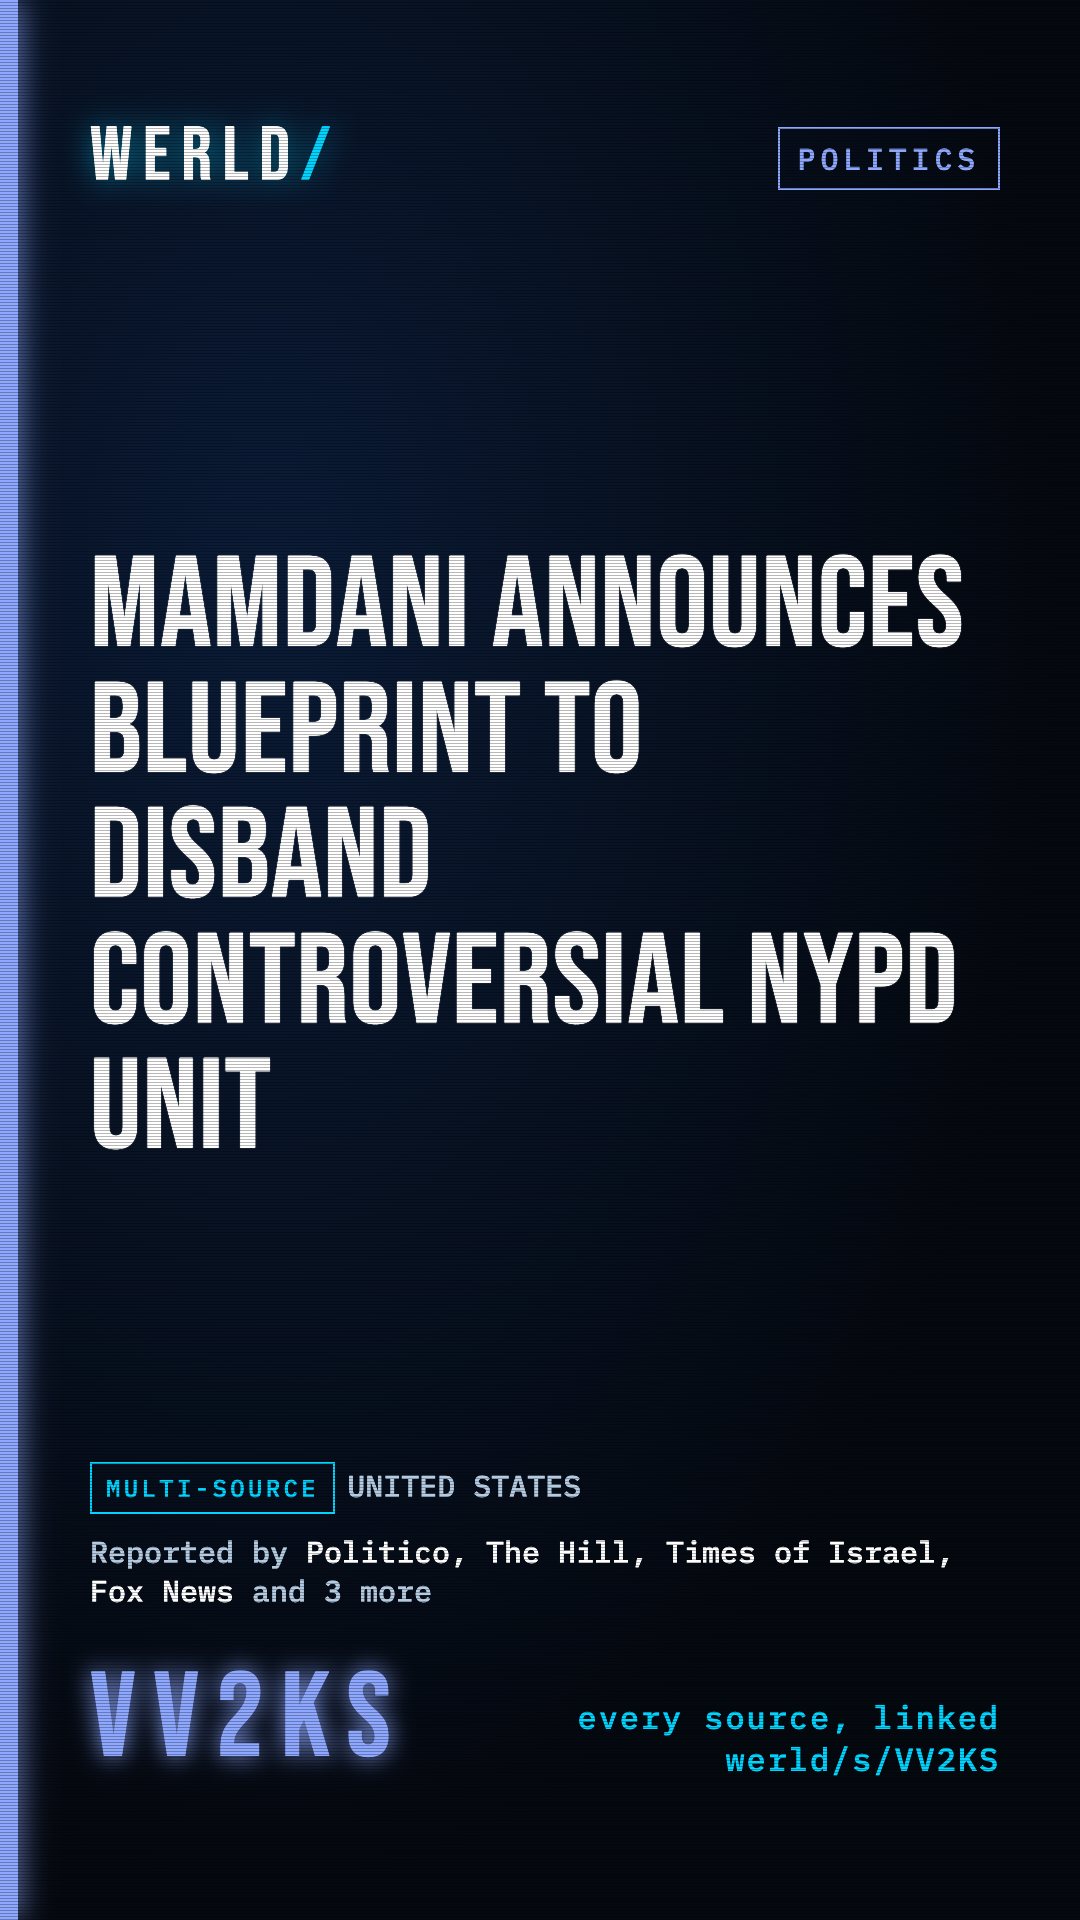 WERLD/
POLITICS
MAMDANI ANNOUNCES
BLUEPRINT TO
DISBAND
CONTROVERSIAL NYPD
UNIT
MULTI-SOURCE UNITED STATES
Reported by Politico, The Hill, Times of Israel,
Fox News and 3 more
VV2KS
every source, linked
werld/s/VV2KS